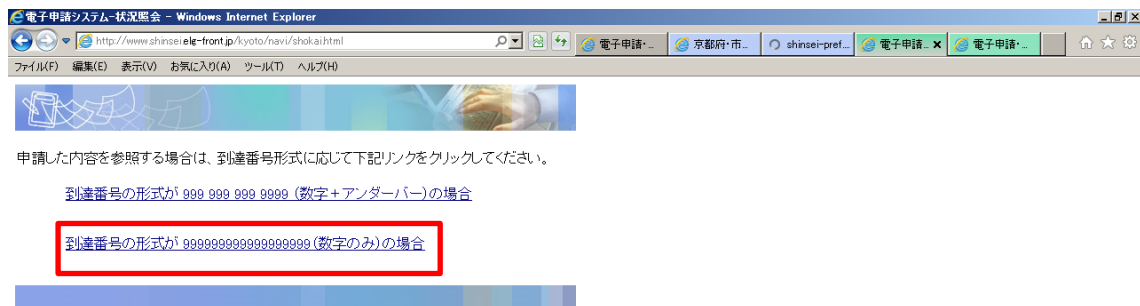 電子申請システム-状況照会 - Windows Internet Explorer
http://www.shinsei.elg-front.jp/kyoto/navi/shokai.html
電子申請・...
京都府・市...
shinsei-pref...
電子申請...
電子申請・...
ファイル(F) 編集(E) 表示(V) お気に入り(A) ツール(T) ヘルプ(H)
申請した内容を参照する場合は、到達番号形式に応じて下記リンクをクリックしてください。
到達番号の形式が 999_999_999_9999 (数字+アンダーバー)の場合
到達番号の形式が 999999999999999999(数字のみ)の場合